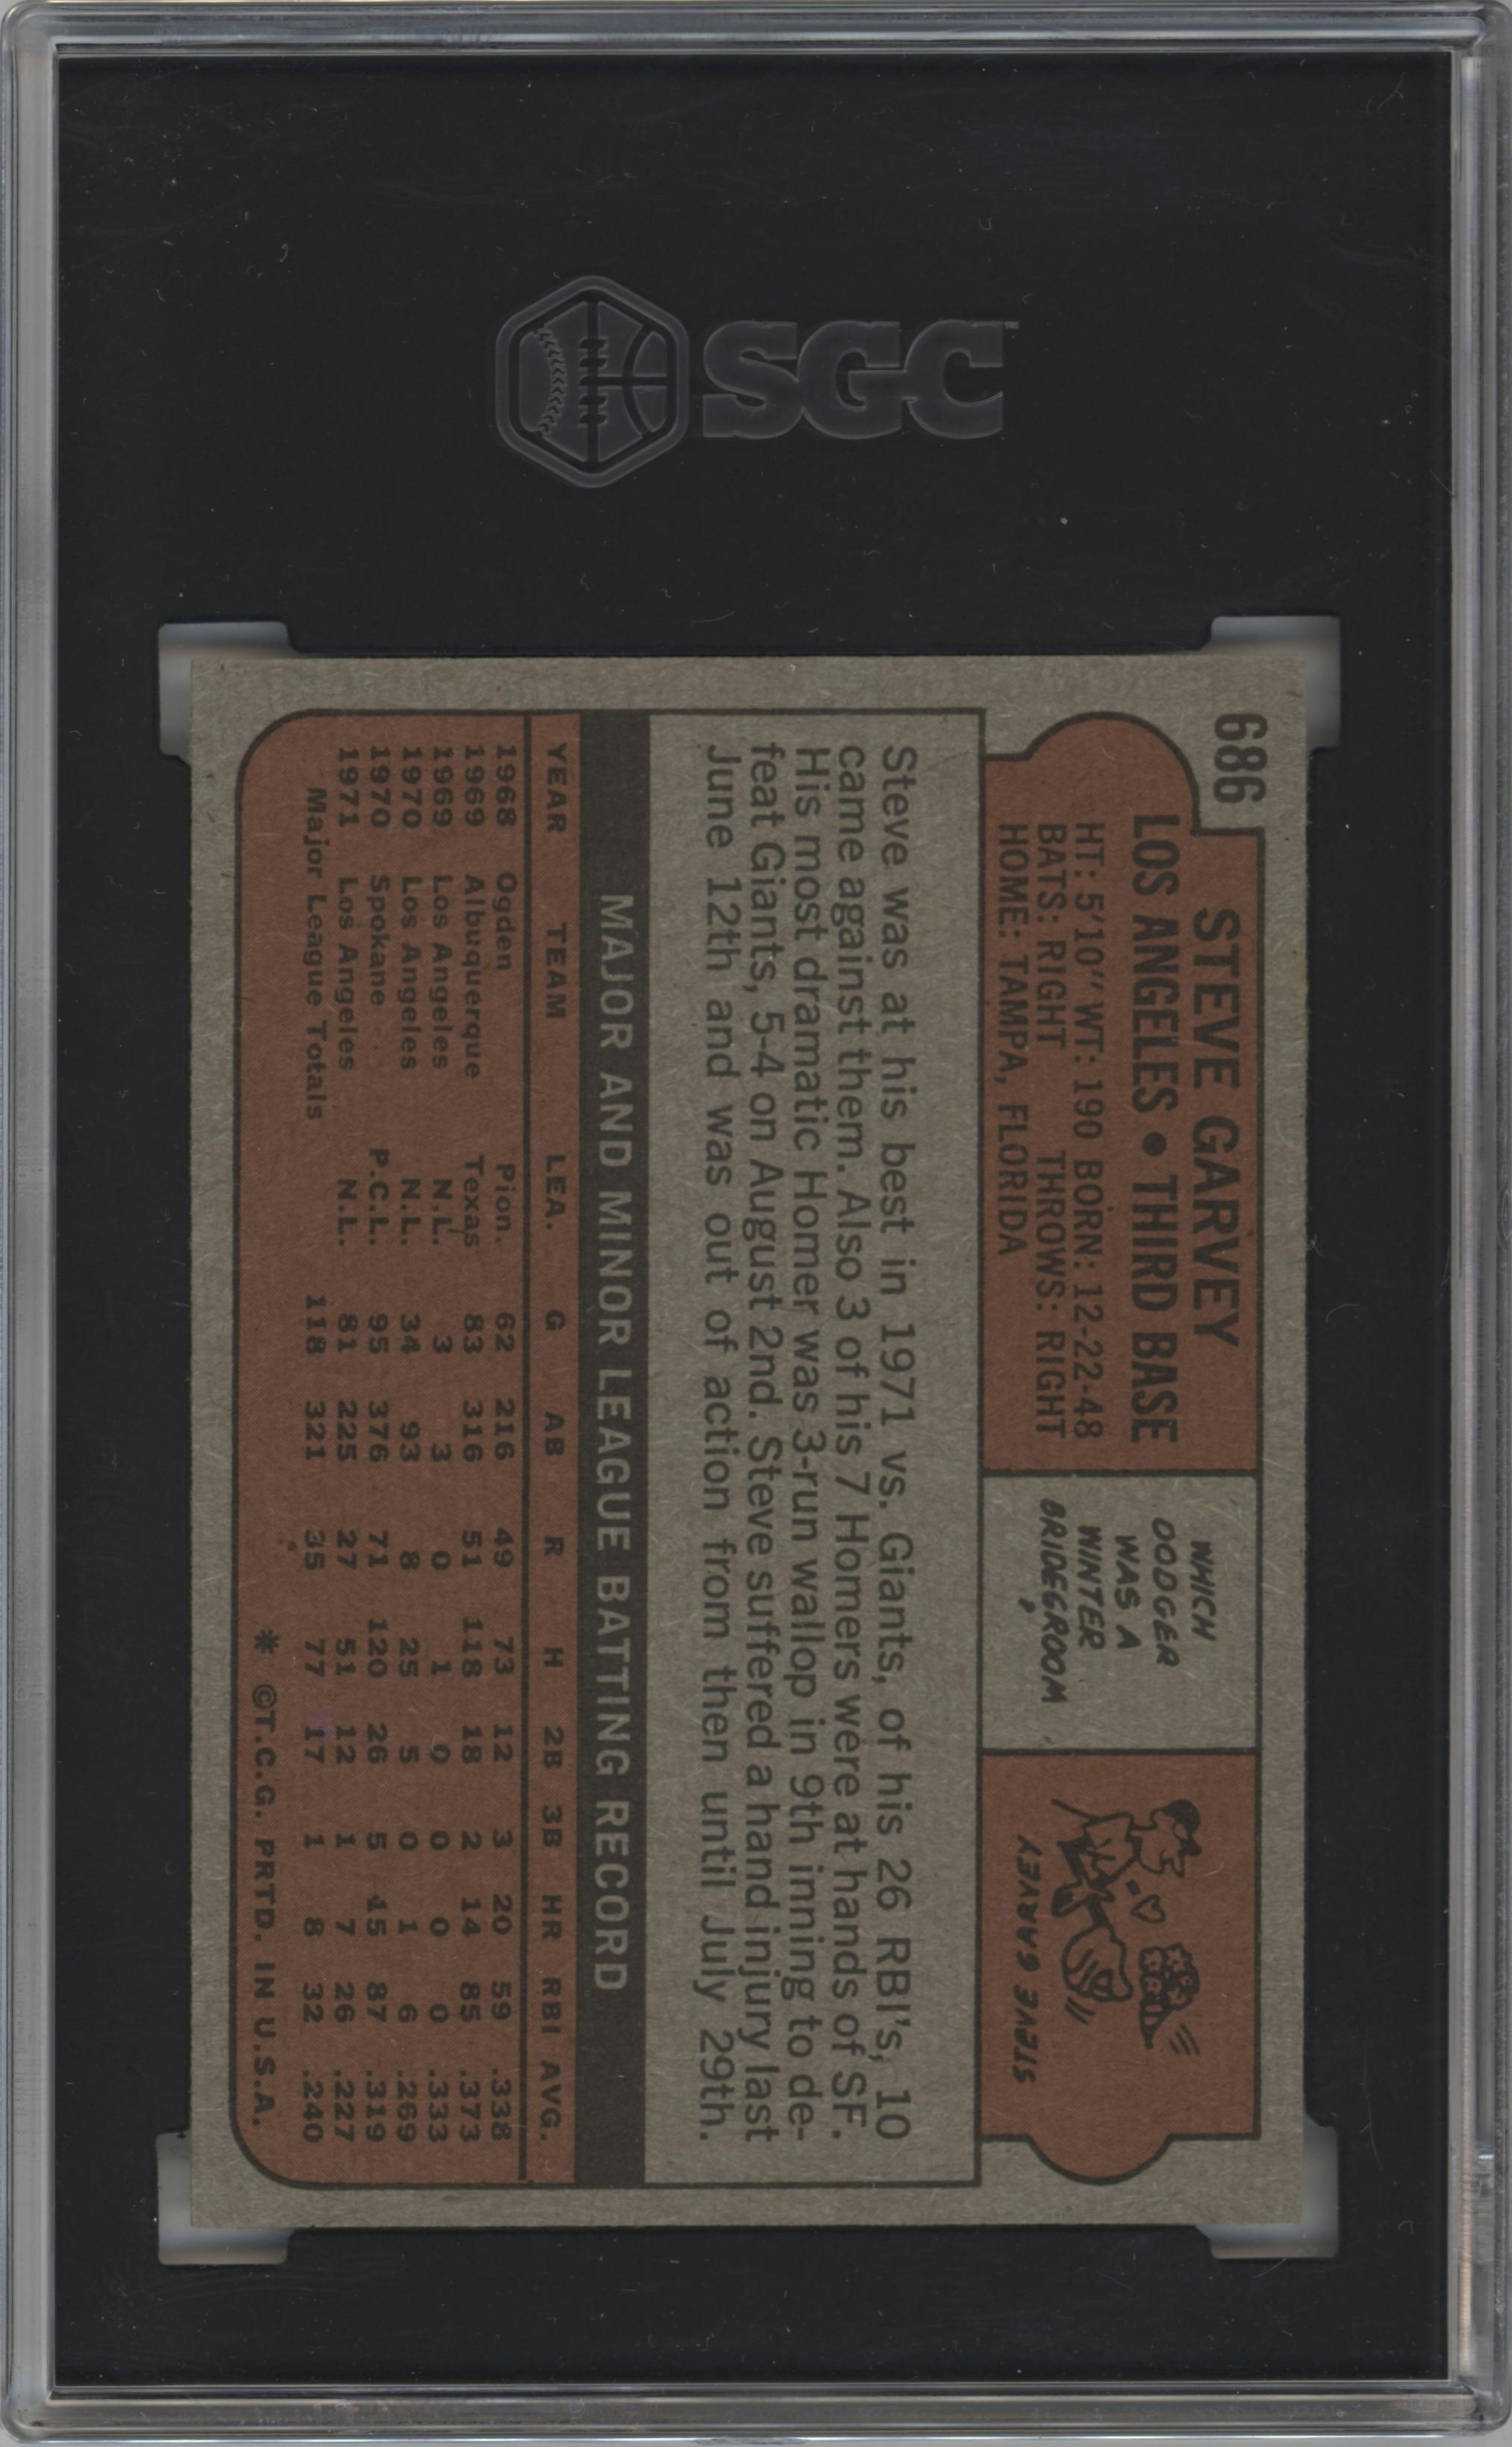 SGC
686
STEVE GARVEY
LOS ANGELES • THIRD BASE
HT: 5'10" WT: 190 BORN: 12-22-48
BATS: RIGHT THROWS: RIGHT
HOME: TAMPA, FLORIDA
WHICH
DODGER
WAS A
WINTER
BRIDEGROOM?
STEVE GARVEY
Steve was at his best in 1971 vs. Giants, of his 26 RBI's, 10
came against them. Also 3 of his 7 Homers were at hands of SF.
His most dramatic Homer was 3-run wallop in 9th inning to de-
feat Giants, 5-4 on August 2nd. Steve suffered a hand injury last
June 12th and was out of action from then until July 29th.
MAJOR AND MINOR LEAGUE BATTING RECORD
YEAR TEAM LEA. G AB R H 2B 3B HR RBI AVG.
1968 Ogden Pion. 62 216 49 73 12 3 20 59 .338
1969 Albuquerque Texas 83 316 51 118 18 2 14 85 .373
1969 Los Angeles N.L. 3 3 0 1 0 0 0 0 .333
1970 Los Angeles N.L. 34 93 8 25 5 0 1 6 .269
1970 Spokane P.C.L. 95 376 71 120 26 5 15 87 .319
1971 Los Angeles N.L. 81 225 27 51 12 1 7 26 .227
Major League Totals 118 321 35 77 17 1 8 32 .240
* ©T.C.G. PRTD. IN U.S.A.